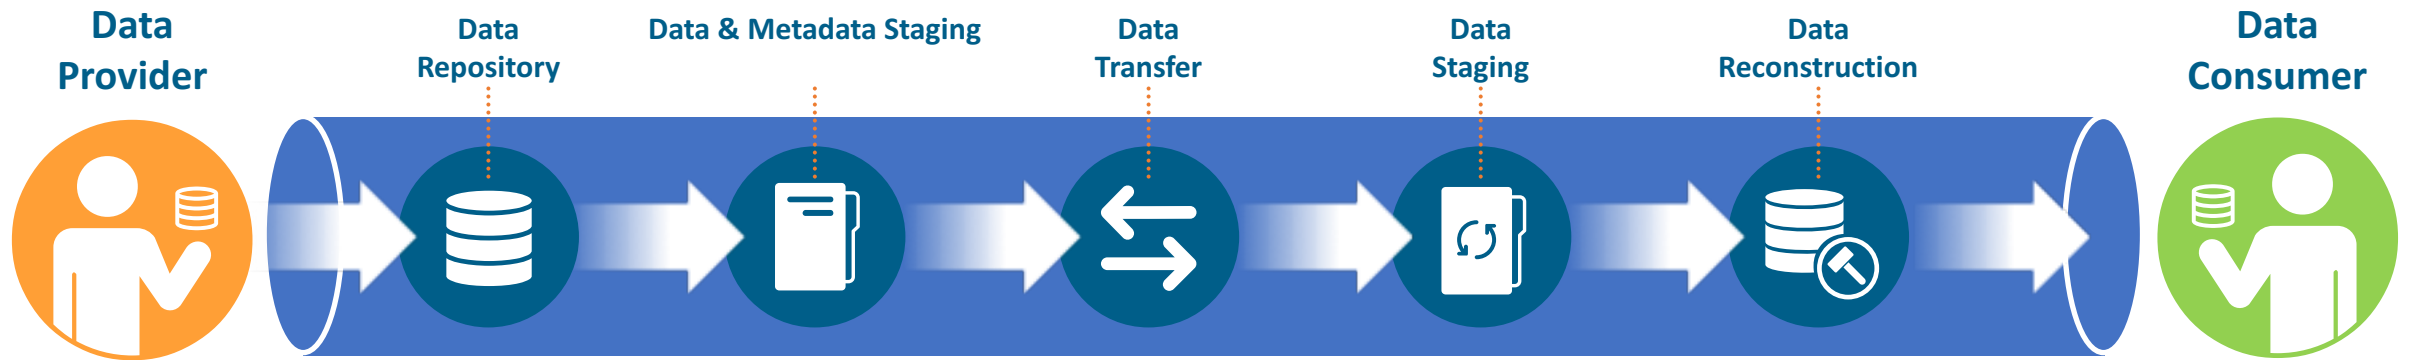 Data
Provider
Data
Repository
Data & Metadata Staging
Data
Transfer
Data
Staging
Data
Reconstruction
Data
Consumer